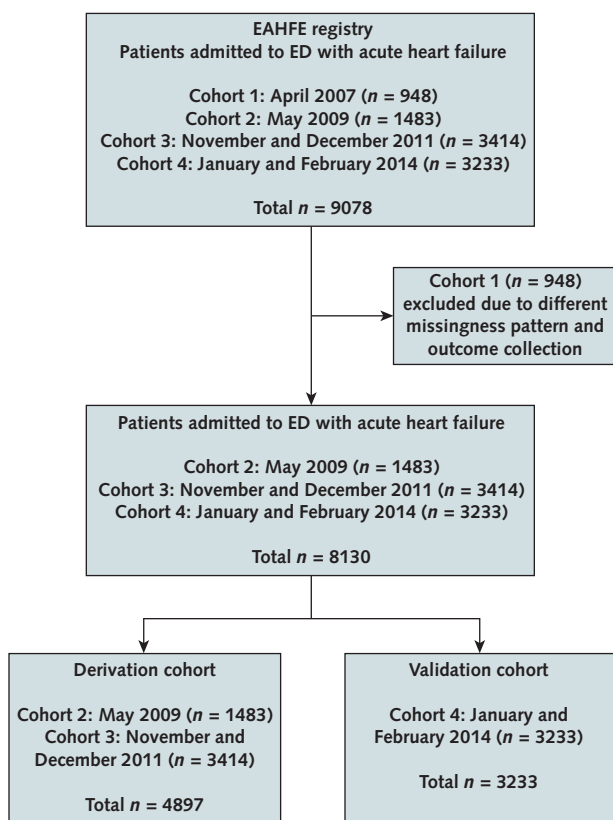 EAHFE registry
Patients admitted to ED with acute heart failure
Cohort 1: April 2007 (n = 948)
Cohort 2: May 2009 (n = 1483)
Cohort 3: November and December 2011 (n = 3414)
Cohort 4: January and February 2014 (n = 3233)
Total n = 9078
Cohort 1 (n = 948)
excluded due to different
missingness pattern and
outcome collection
Patients admitted to ED with acute heart failure
Cohort 2: May 2009 (n = 1483)
Cohort 3: November and December 2011 (n = 3414)
Cohort 4: January and February 2014 (n = 3233)
Total n = 8130
Derivation cohort
Cohort 2: May 2009 (n = 1483)
Cohort 3: November and
December 2011 (n = 3414)
Total n = 4897
Validation cohort
Cohort 4: January and
February 2014 (n = 3233)
Total n = 3233